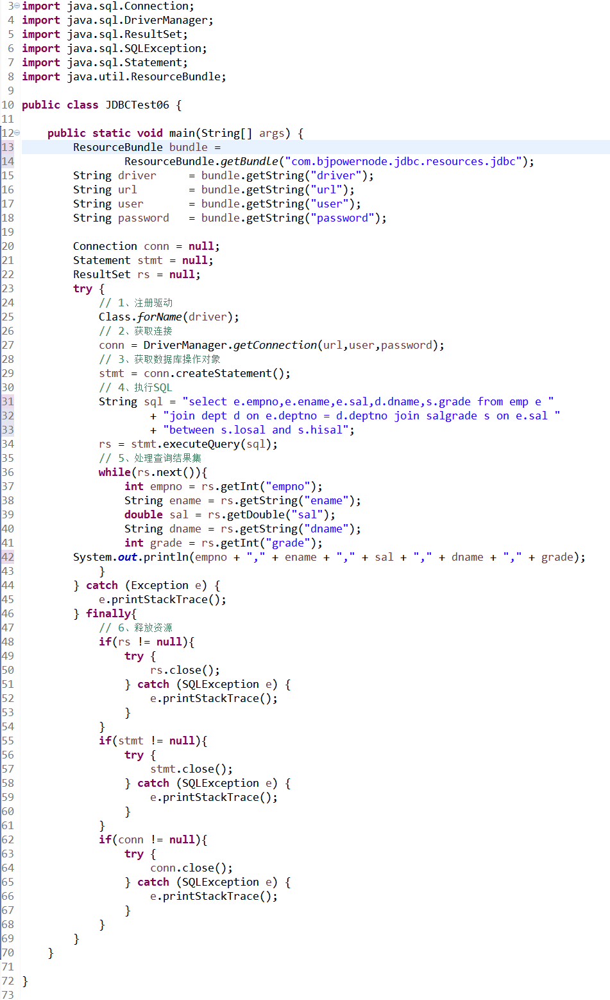 3 import java.sql.Connection;
4 import java.sql.DriverManager;
5 import java.sql.ResultSet;
6 import java.sql.SQLException;
7 import java.sql.Statement;
8 import java.util.ResourceBundle;
9
10 public class JDBCTest06 {
11
12     public static void main(String[] args) {
13         ResourceBundle bundle =
14                 ResourceBundle.getBundle("com.bjpowernode.jdbc.resources.jdbc");
15         String driver     = bundle.getString("driver");
16         String url        = bundle.getString("url");
17         String user       = bundle.getString("user");
18         String password   = bundle.getString("password");
19
20         Connection conn = null;
21         Statement stmt = null;
22         ResultSet rs = null;
23         try {
24             // 1、注册驱动
25             Class.forName(driver);
26             // 2、获取连接
27             conn = DriverManager.getConnection(url,user,password);
28             // 3、获取数据库操作对象
29             stmt = conn.createStatement();
30             // 4、执行SQL
31             String sql = "select e.empno,e.ename,e.sal,d.dname,s.grade from emp e "
32                     + "join dept d on e.deptno = d.deptno join salgrade s on e.sal "
33                     + "between s.losal and s.hisal";
34             rs = stmt.executeQuery(sql);
35             // 5、处理查询结果集
36             while(rs.next()){
37                 int empno = rs.getInt("empno");
38                 String ename = rs.getString("ename");
39                 double sal = rs.getDouble("sal");
40                 String dname = rs.getString("dname");
41                 int grade = rs.getInt("grade");
42         System.out.println(empno + "," + ename + "," + sal + "," + dname + "," + grade);
43             }
44         } catch (Exception e) {
45             e.printStackTrace();
46         } finally{
47             // 6、释放资源
48             if(rs != null){
49                 try {
50                     rs.close();
51                 } catch (SQLException e) {
52                     e.printStackTrace();
53                 }
54             }
55             if(stmt != null){
56                 try {
57                     stmt.close();
58                 } catch (SQLException e) {
59                     e.printStackTrace();
60                 }
61             }
62             if(conn != null){
63                 try {
64                     conn.close();
65                 } catch (SQLException e) {
66                     e.printStackTrace();
67                 }
68             }
69         }
70     }
71
72 }
73